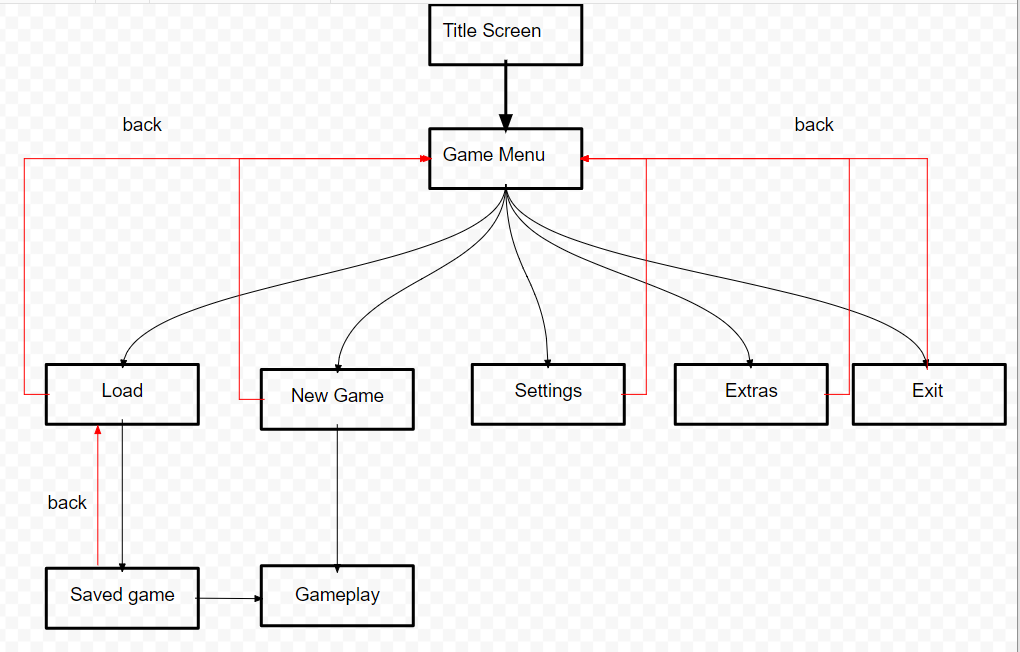 Title Screen
back
back
Game Menu
Load
New Game
Settings
Extras
Exit
back
Saved game
Gameplay